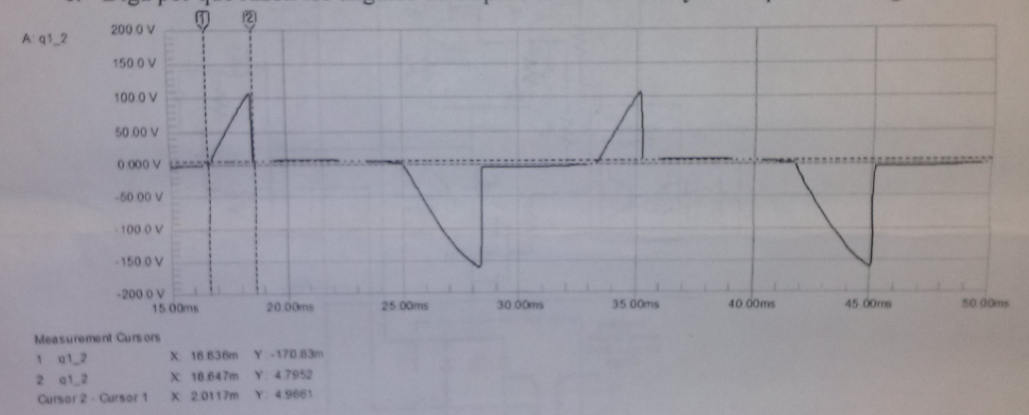 1 2
A: q1_2
200.0 V
150.0 V
100.0 V
50.00 V
0.000 V
-50.00 V
-100.0 V
-150.0 V
-200.0 V
15.00ms 20.00ms 25.00ms 30.00ms 35.00ms 40.00ms 45.00ms 50.00ms
Measurement Cursors
1 q1_2 X: 16.636m Y: -170.83m
2 q1_2 X: 18.647m Y: 4.7952
Cursor 2 - Cursor 1 X: 2.0117m Y: 4.9661